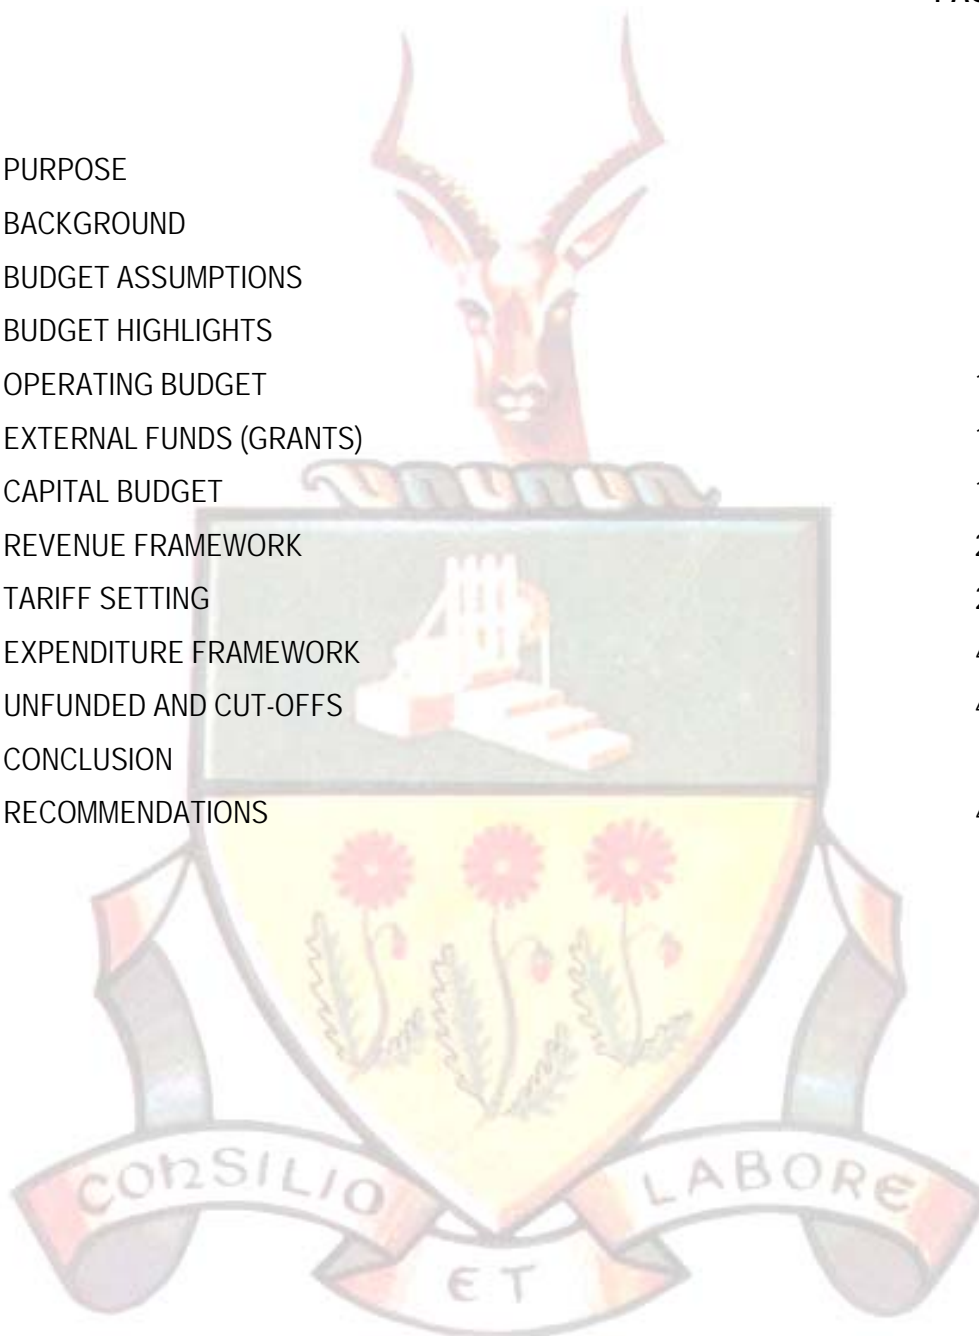 PURPOSE
BACKGROUND
BUDGET ASSUMPTIONS
BUDGET HIGHLIGHTS
OPERATING BUDGET
EXTERNAL FUNDS (GRANTS)
CAPITAL BUDGET
REVENUE FRAMEWORK
TARIFF SETTING
EXPENDITURE FRAMEWORK
UNFUNDED AND CUT-OFFS
CONCLUSION
RECOMMENDATIONS
CONSILIO
ET
LABORE